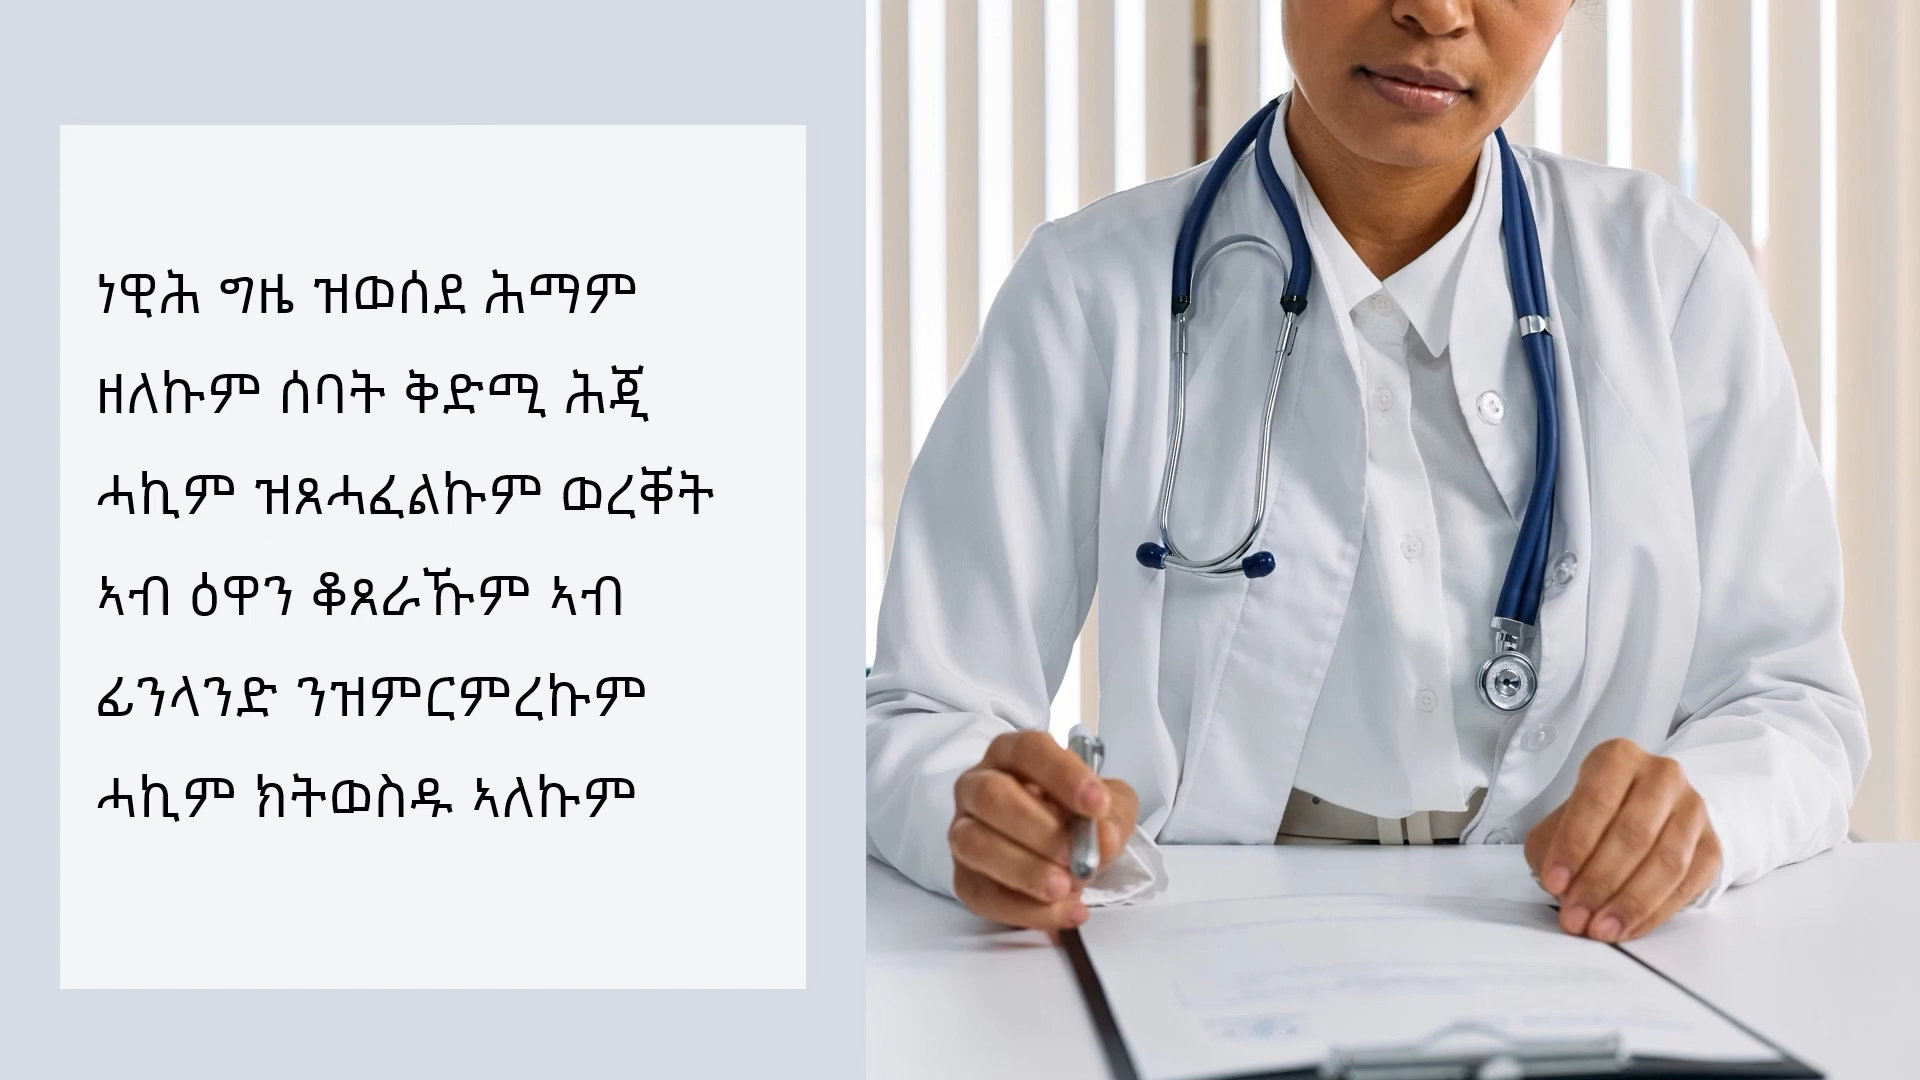 ነዊሕ ግዜ ዝወሰደ ሕማም
ዘለኩም ሰባት ቅድሚ ሕጂ
ሓኪም ዝጸሓፈልኩም ወረቐት
ኣብ ዕዋን ቆጸራኹም ኣብ
ፊንላንድ ንዝምርምረኩም
ሓኪም ክትወስዱ ኣለኩም